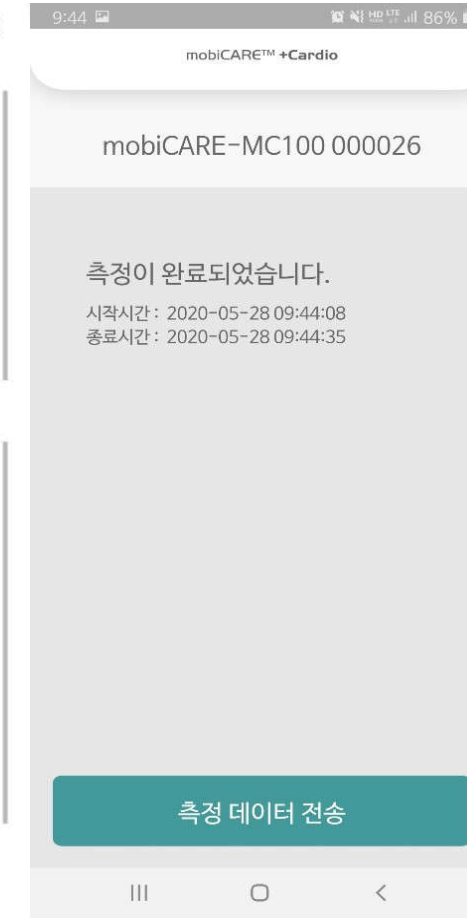 9:44
HD LTE 86%
mobiCARE™ +Cardio
mobiCARE-MC100 000026
측정이 완료되었습니다.
시작시간 : 2020-05-28 09:44:08
종료시간 : 2020-05-28 09:44:35
측정 데이터 전송